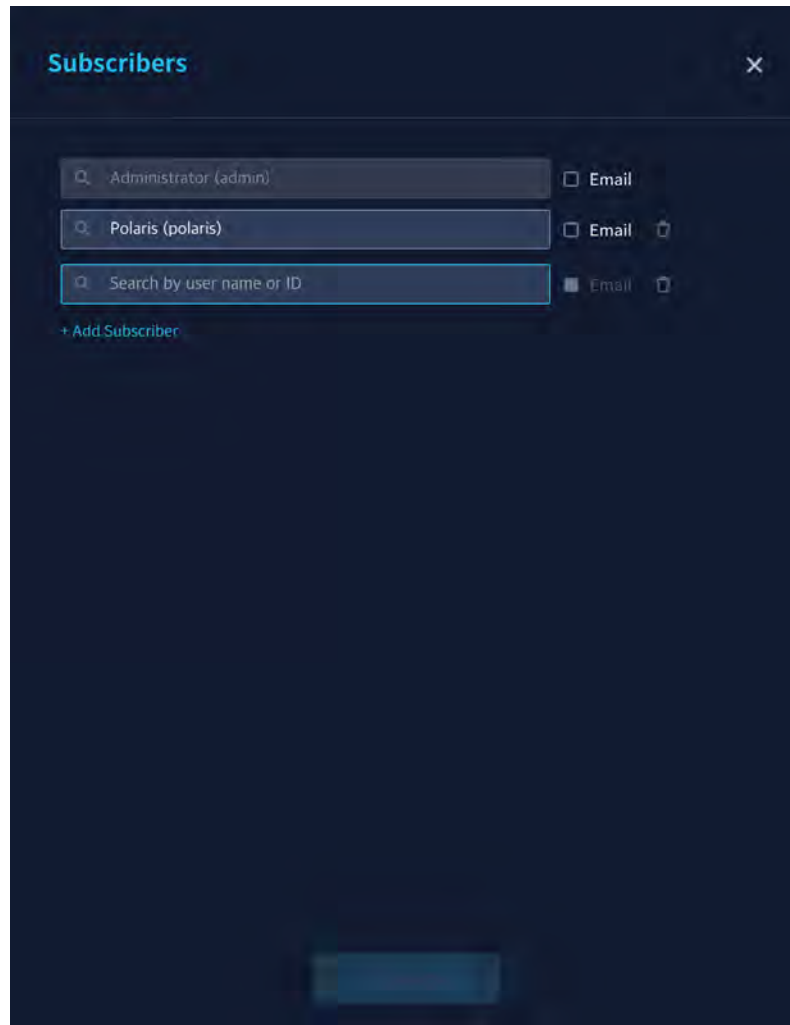 Subscribers
Administrator (admin) Email
Polaris (polaris) Email
Search by user name or ID Email
+ Add Subscriber